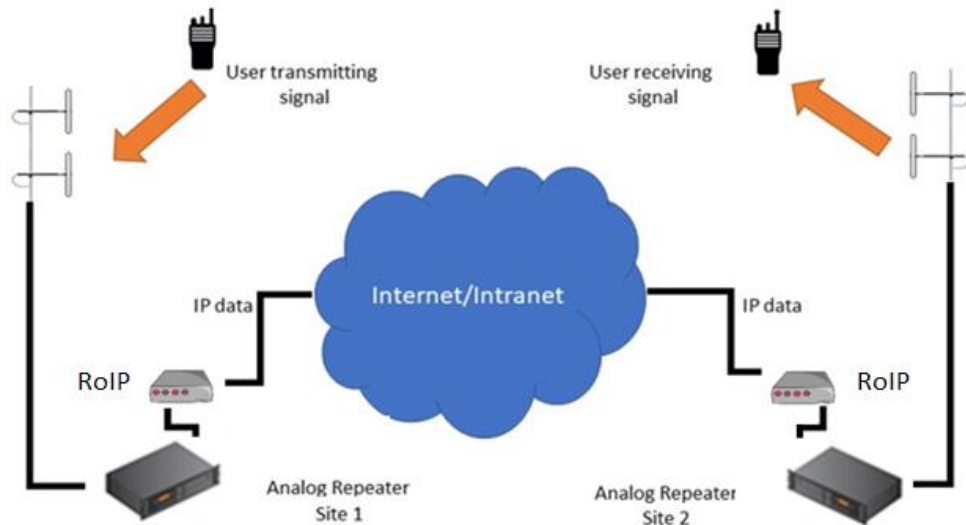 User transmitting
signal
User receiving
signal
Internet/Intranet
IP data
IP data
RoIP
RoIP
Analog Repeater
Site 1
Analog Repeater
Site 2